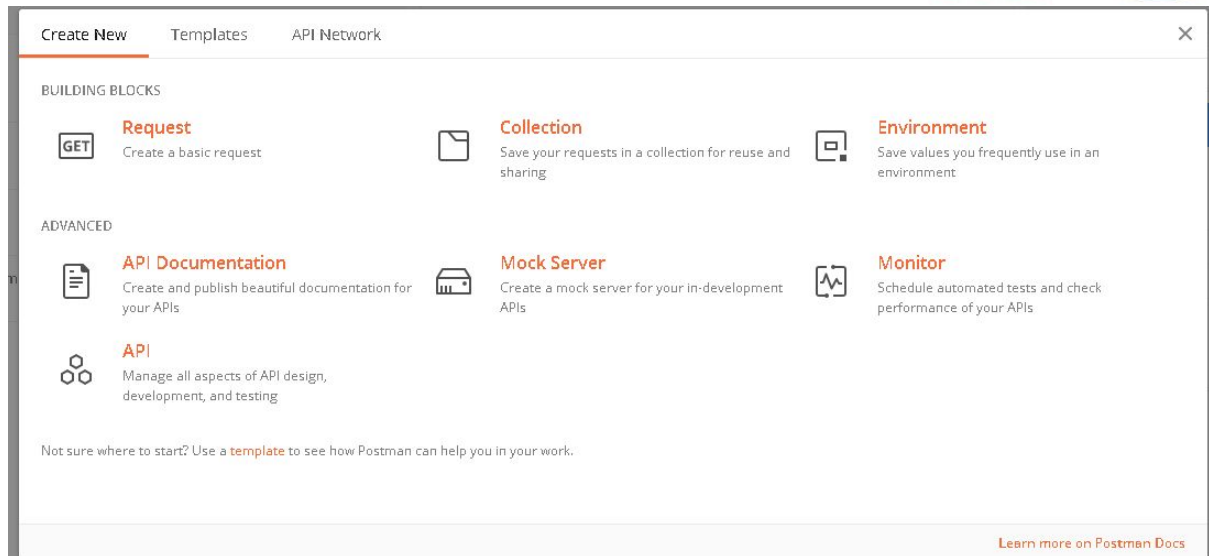 Create New
Templates
API Network
BUILDING BLOCKS
GET
Request
Create a basic request
Collection
Save your requests in a collection for reuse and
sharing
Environment
Save values you frequently use in an
environment
ADVANCED
API Documentation
Create and publish beautiful documentation for
your APIs
Mock Server
Create a mock server for your in-development
APIs
Monitor
Schedule automated tests and check
performance of your APIs
API
Manage all aspects of API design,
development, and testing
Not sure where to start? Use a template to see how Postman can help you in your work.
Learn more on Postman Docs